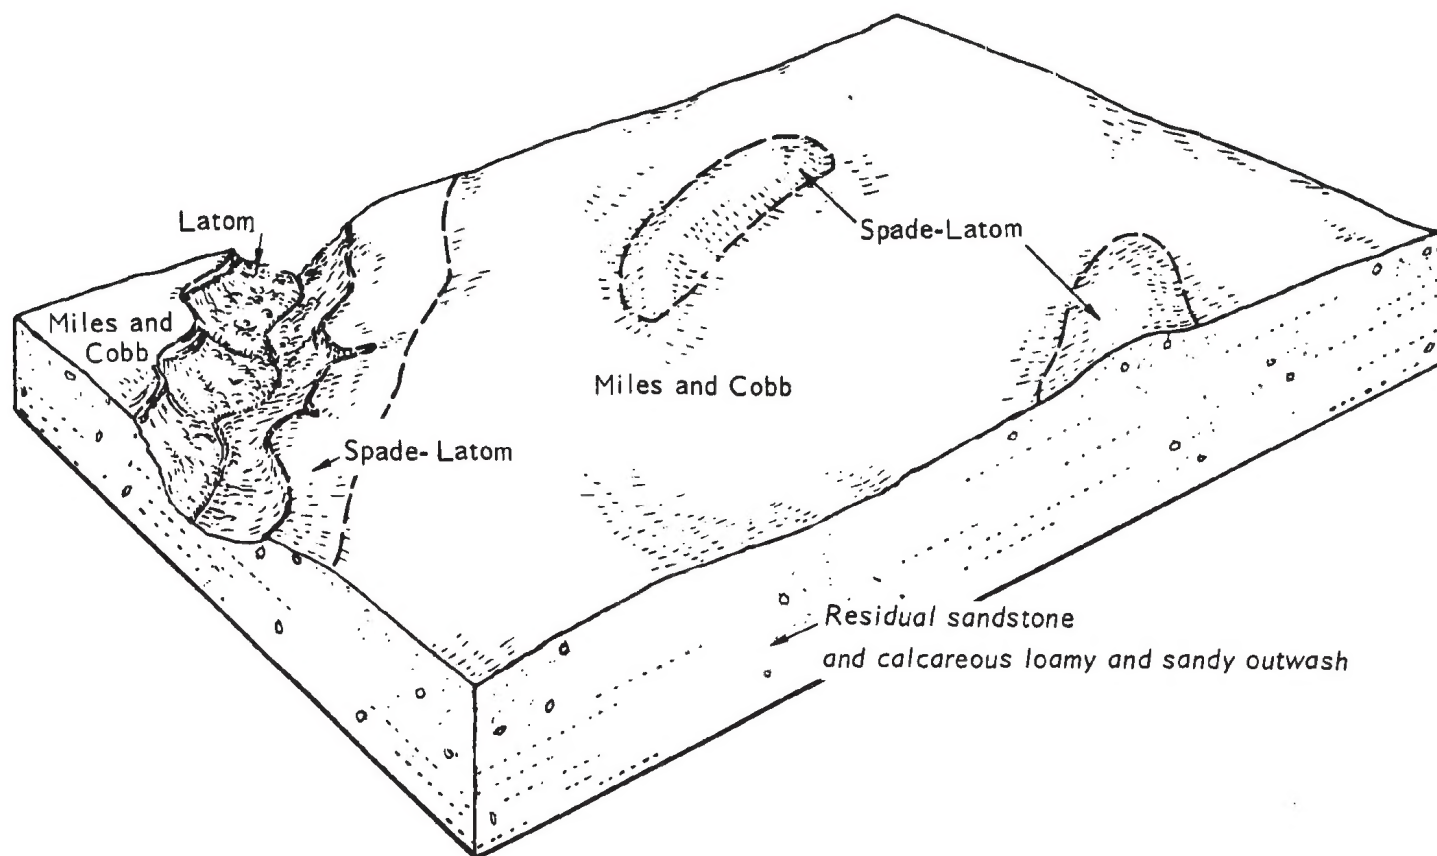 Latom
Spade-Latom
Miles and
Cobb
Miles and Cobb
Spade-Latom
Residual sandstone
and calcareous loamy and sandy outwash